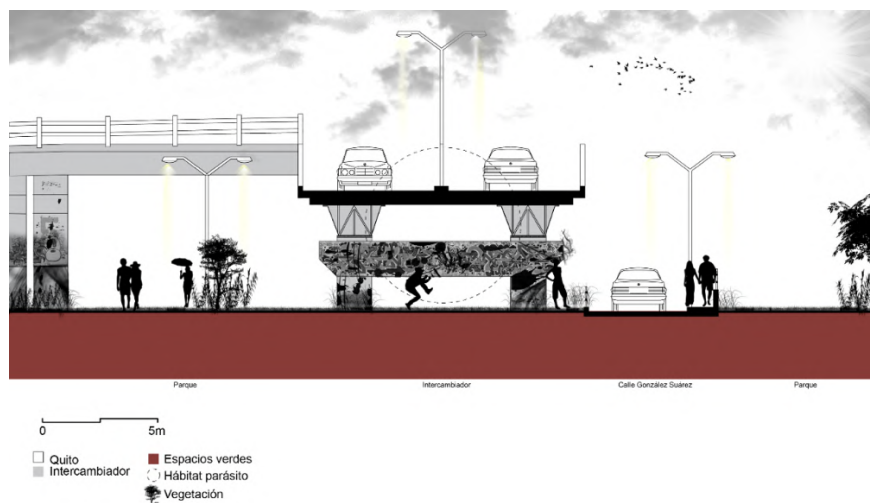 Parque
Intercambiador
Calle González Suárez
Parque
0
5m
Quito
Intercambiador
Espacios verdes
Hábitat parásito
Vegetación